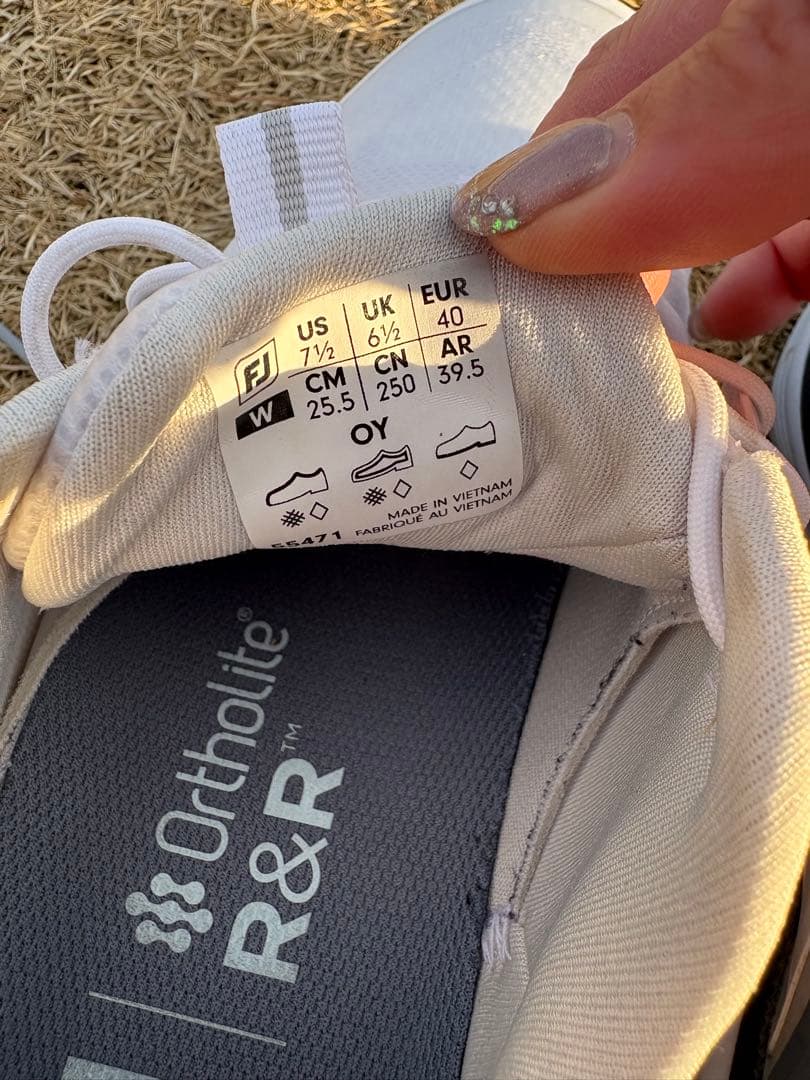 FJ
W
US | UK | EUR
7½ | 6½ | 40
CM | CN | AR
25.5 | 250 | 39.5
OY
MADE IN VIETNAM
FABRIQUÉ AU VIETNAM
Ortholite®
R&R™